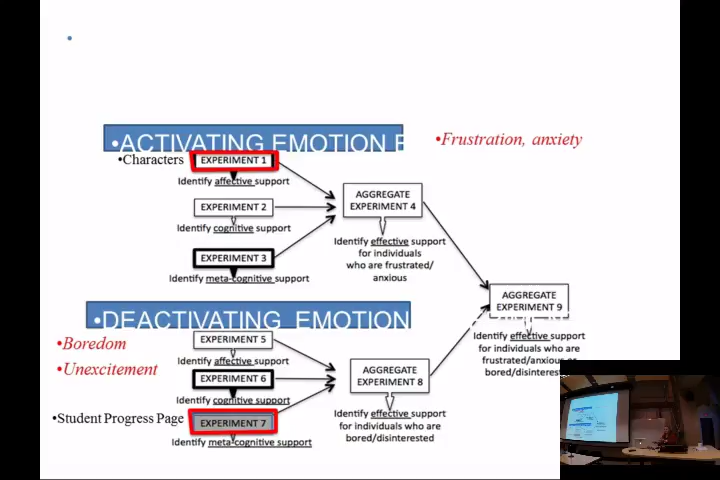 •ACTIVATING EMOTION E
•Frustration, anxiety
•Characters
EXPERIMENT 1
Identify affective support
EXPERIMENT 2
Identify cognitive support
EXPERIMENT 3
Identify meta-cognitive support
AGGREGATE
EXPERIMENT 4
Identify effective support
for individuals
who are frustrated/
anxious
AGGREGATE
EXPERIMENT 9
Identify effective support
for individuals who are
frustrated/anxious or
bored/disinterested
•DEACTIVATING EMOTION
•Boredom
•Unexcitement
•Student Progress Page
EXPERIMENT 5
Identify affective support
EXPERIMENT 6
Identify cognitive support
EXPERIMENT 7
Identify meta-cognitive support
AGGREGATE
EXPERIMENT 8
Identify effective support
for individuals who are
bored/disinterested